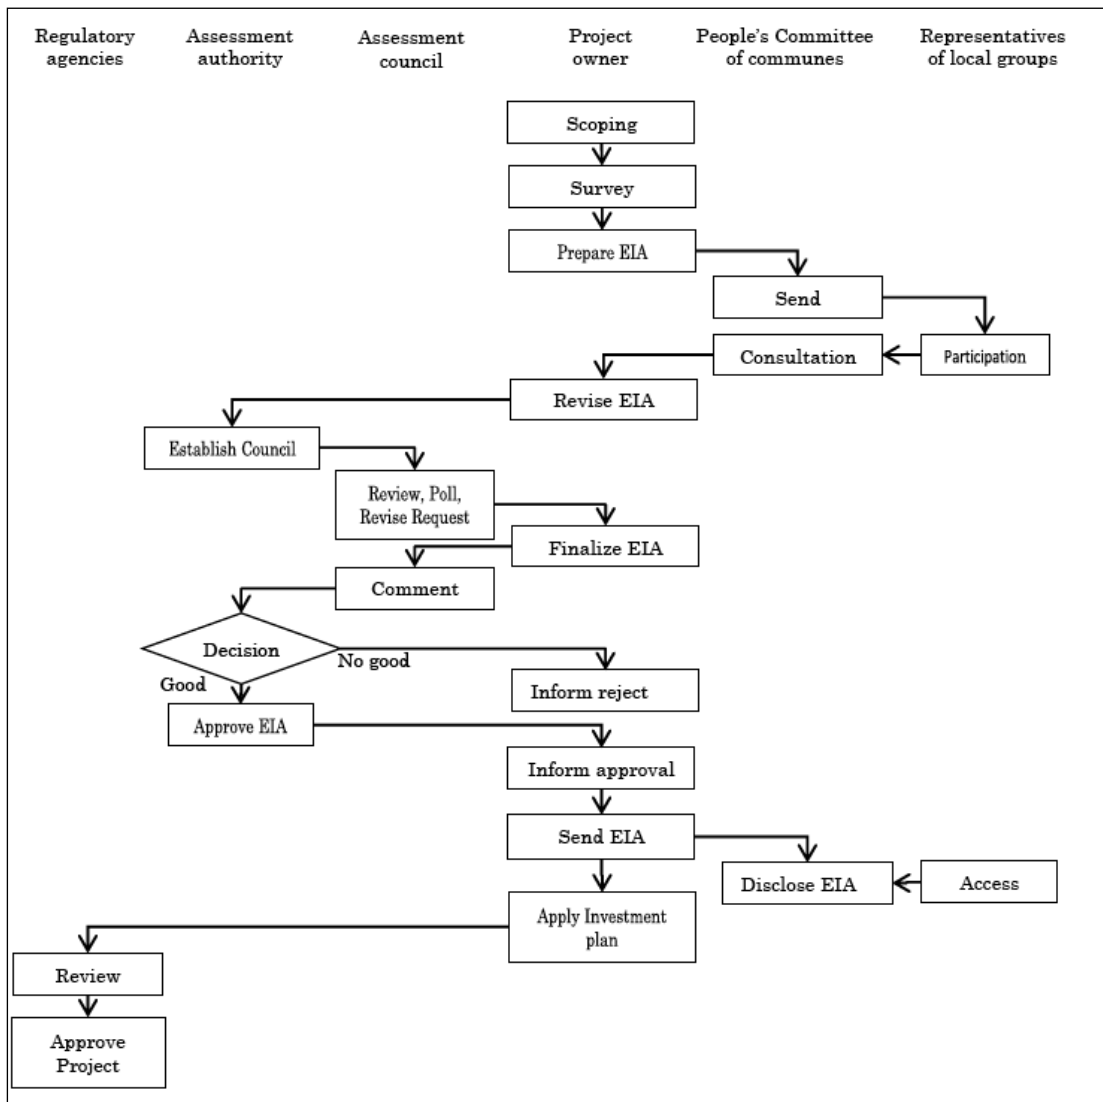 Regulatory
agencies
Assessment
authority
Assessment
council
Project
owner
People's Committee
of communes
Representatives
of local groups
Scoping
Survey
Prepare EIA
Send
Consultation
Participation
Revise EIA
Establish Council
Review, Poll,
Revise Request
Finalize EIA
Comment
Decision
No good
Good
Inform reject
Approve EIA
Inform approval
Send EIA
Disclose EIA
Access
Apply Investment
plan
Review
Approve
Project